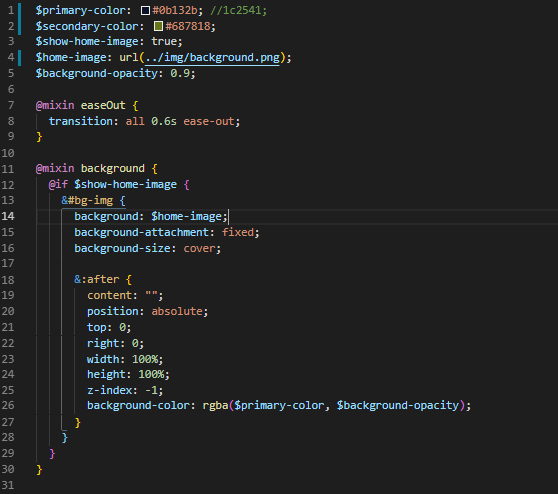 1 $primary-color: #0b132b; //1c2541;
2 $secondary-color: #687818;
3 $show-home-image: true;
4 $home-image: url(../img/background.png);
5 $background-opacity: 0.9;
6
7 @mixin easeOut {
8 transition: all 0.6s ease-out;
9 }
10
11 @mixin background {
12 @if $show-home-image {
13 &#bg-img {
14 background: $home-image;
15 background-attachment: fixed;
16 background-size: cover;
17
18 &:after {
19 content: "";
20 position: absolute;
21 top: 0;
22 right: 0;
23 width: 100%;
24 height: 100%;
25 z-index: -1;
26 background-color: rgba($primary-color, $background-opacity);
27 }
28 }
29 }
30 }
31